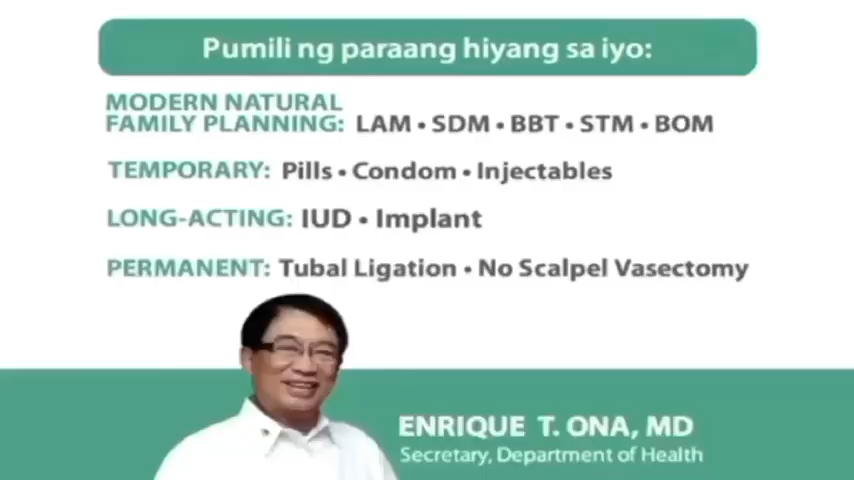 Pumili ng paraang hiyang sa iyo:
MODERN NATURAL
FAMILY PLANNING: LAM • SDM • BBT • STM • BOM
TEMPORARY: Pills • Condom • Injectables
LONG-ACTING: IUD • Implant
PERMANENT: Tubal Ligation • No Scalpel Vasectomy
ENRIQUE T. ONA, MD
Secretary, Department of Health